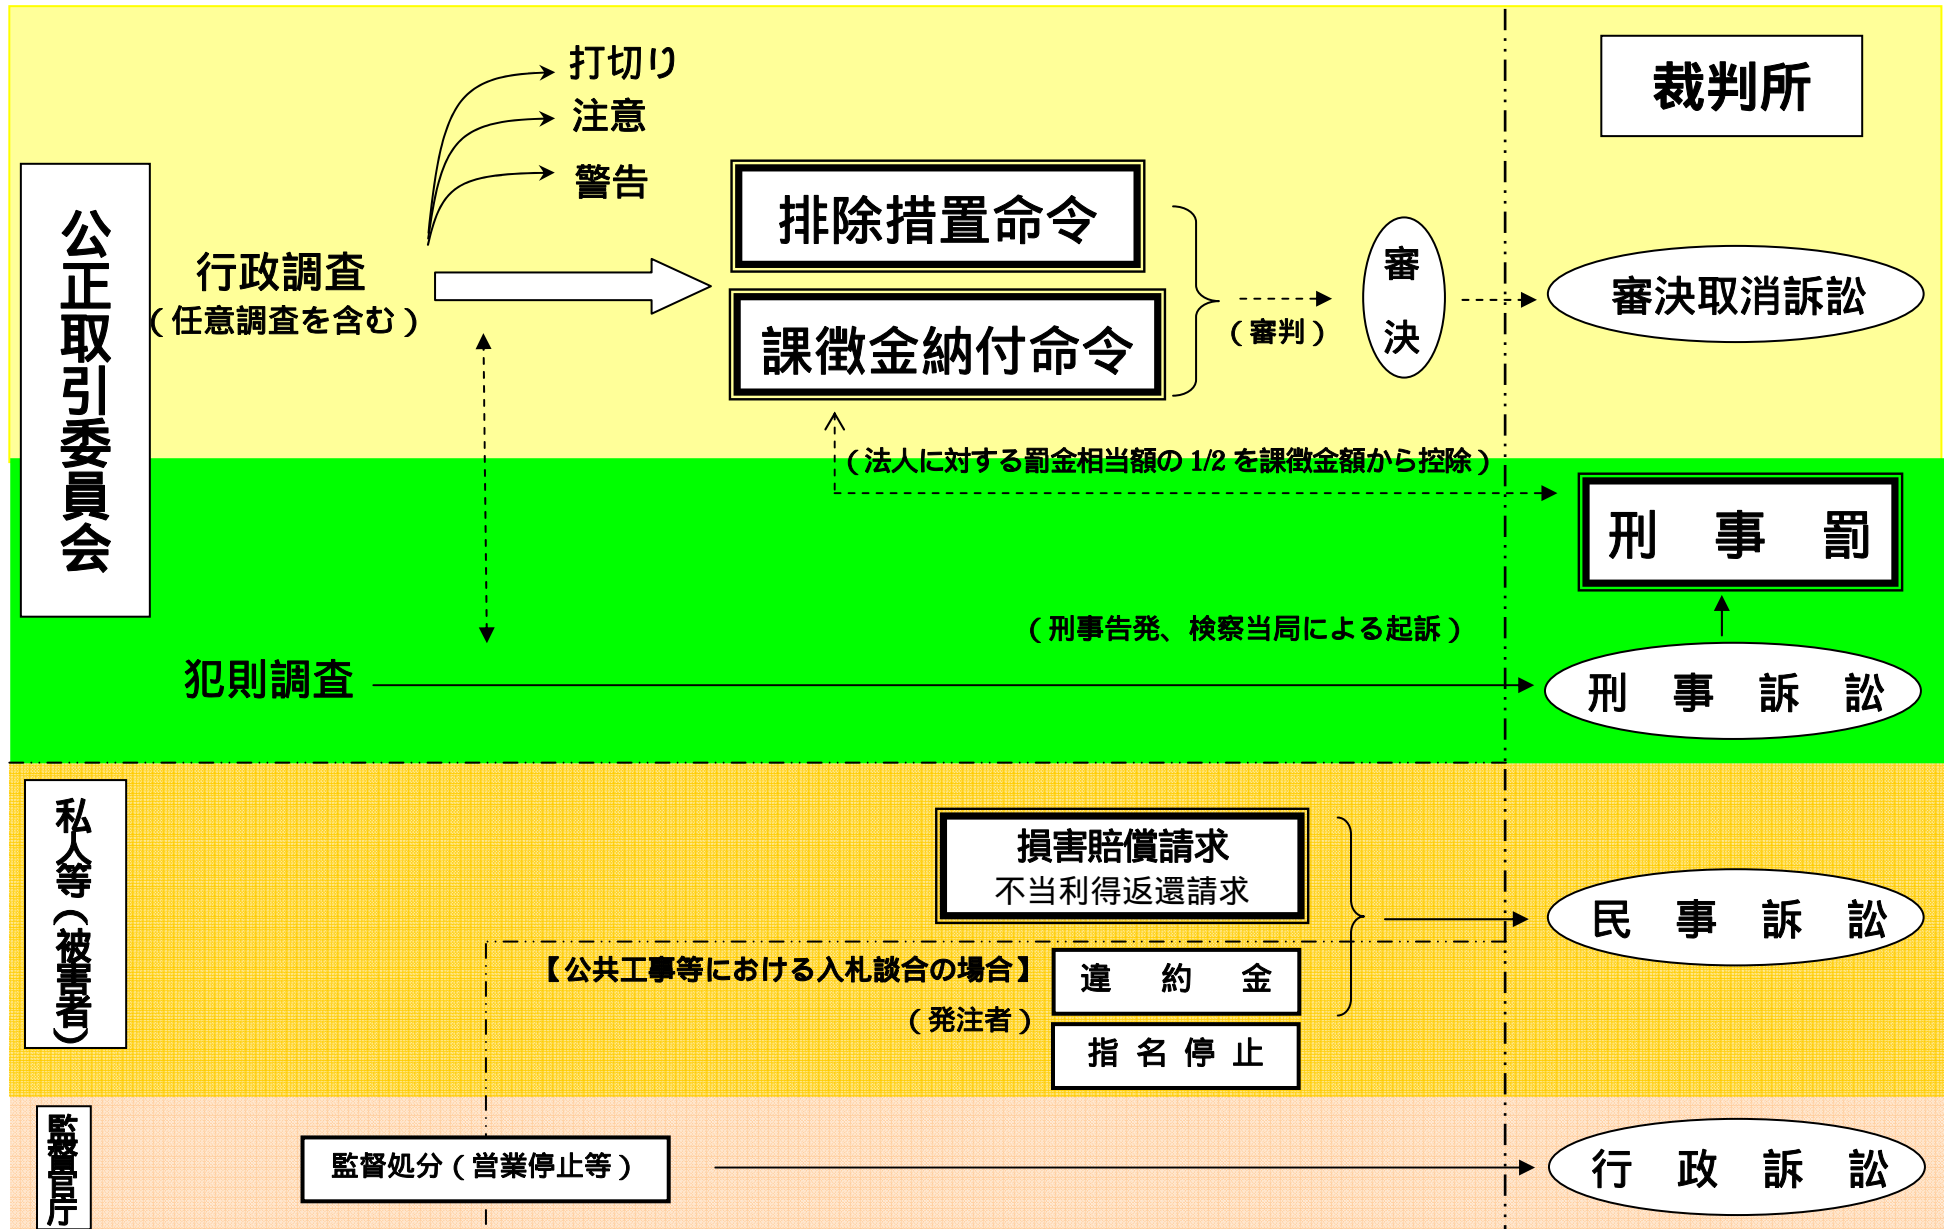 打切り
注意
警告
裁判所
公正取引委員会
行政調査
（任意調査を含む）
排除措置命令
課徴金納付命令
（審判）
審決
審決取消訴訟
（法人に対する罰金相当額の 1/2 を課徴金額から控除）
刑事罰
（刑事告発、検察当局による起訴）
犯則調査
刑事訴訟
私人等（被害者）
損害賠償請求
不当利得返還請求
民事訴訟
【公共工事等における入札談合の場合】
違約金
（発注者）
指名停止
監督官庁
監督処分（営業停止等）
行政訴訟